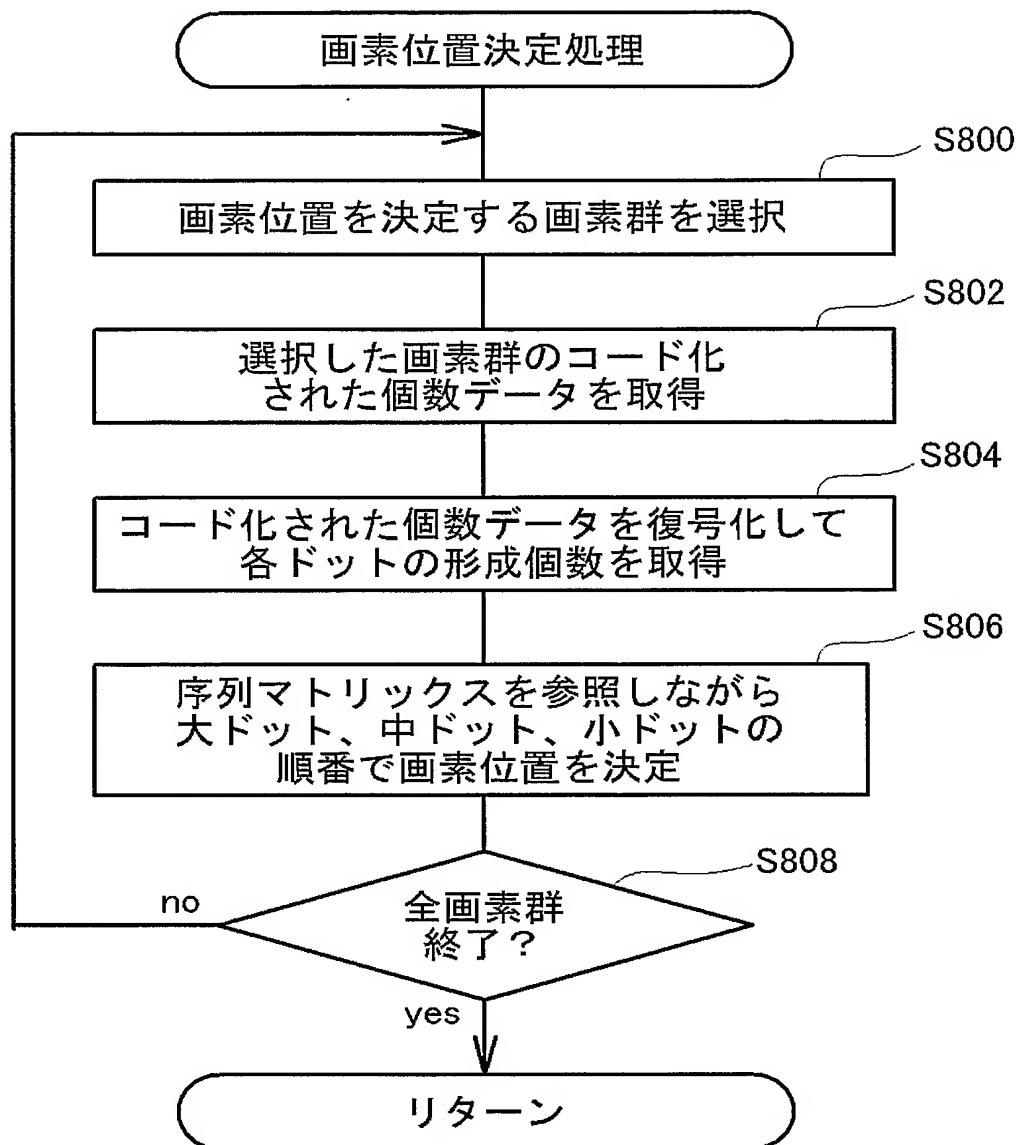 画素位置決定処理
S800
画素位置を決定する画素群を選択
S802
選択した画素群のコード化
された個数データを取得
S804
コード化された個数データを復号化して
各ドットの形成個数を取得
S806
序列マトリックスを参照しながら
大ドット、中ドット、小ドットの
順番で画素位置を決定
S808
no
全画素群
終了？
yes
リターン